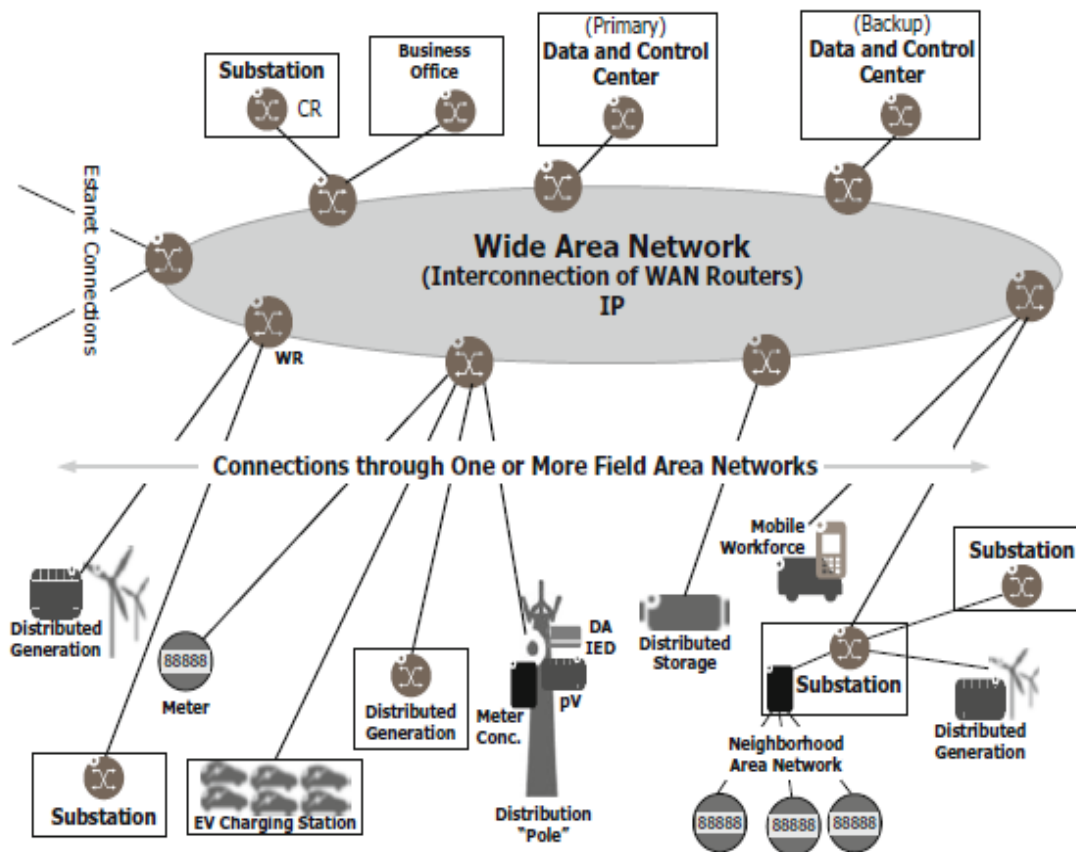 (Primary)
Data and Control
Center
(Backup)
Data and Control
Center
Business
Office
Substation
CR
Estanet Connections
Wide Area Network
(Interconnection of WAN Routers)
IP
WR
Connections through One or More Field Area Networks
Mobile
Workforce
Substation
Distributed
Generation
88888
Meter
DA
IED
pV
Distributed
Storage
Distributed
Generation
Meter
Conc.
Substation
Distributed
Generation
Neighborhood
Area Network
Substation
EV Charging Station
Distribution
"Pole"
88888
88888
88888